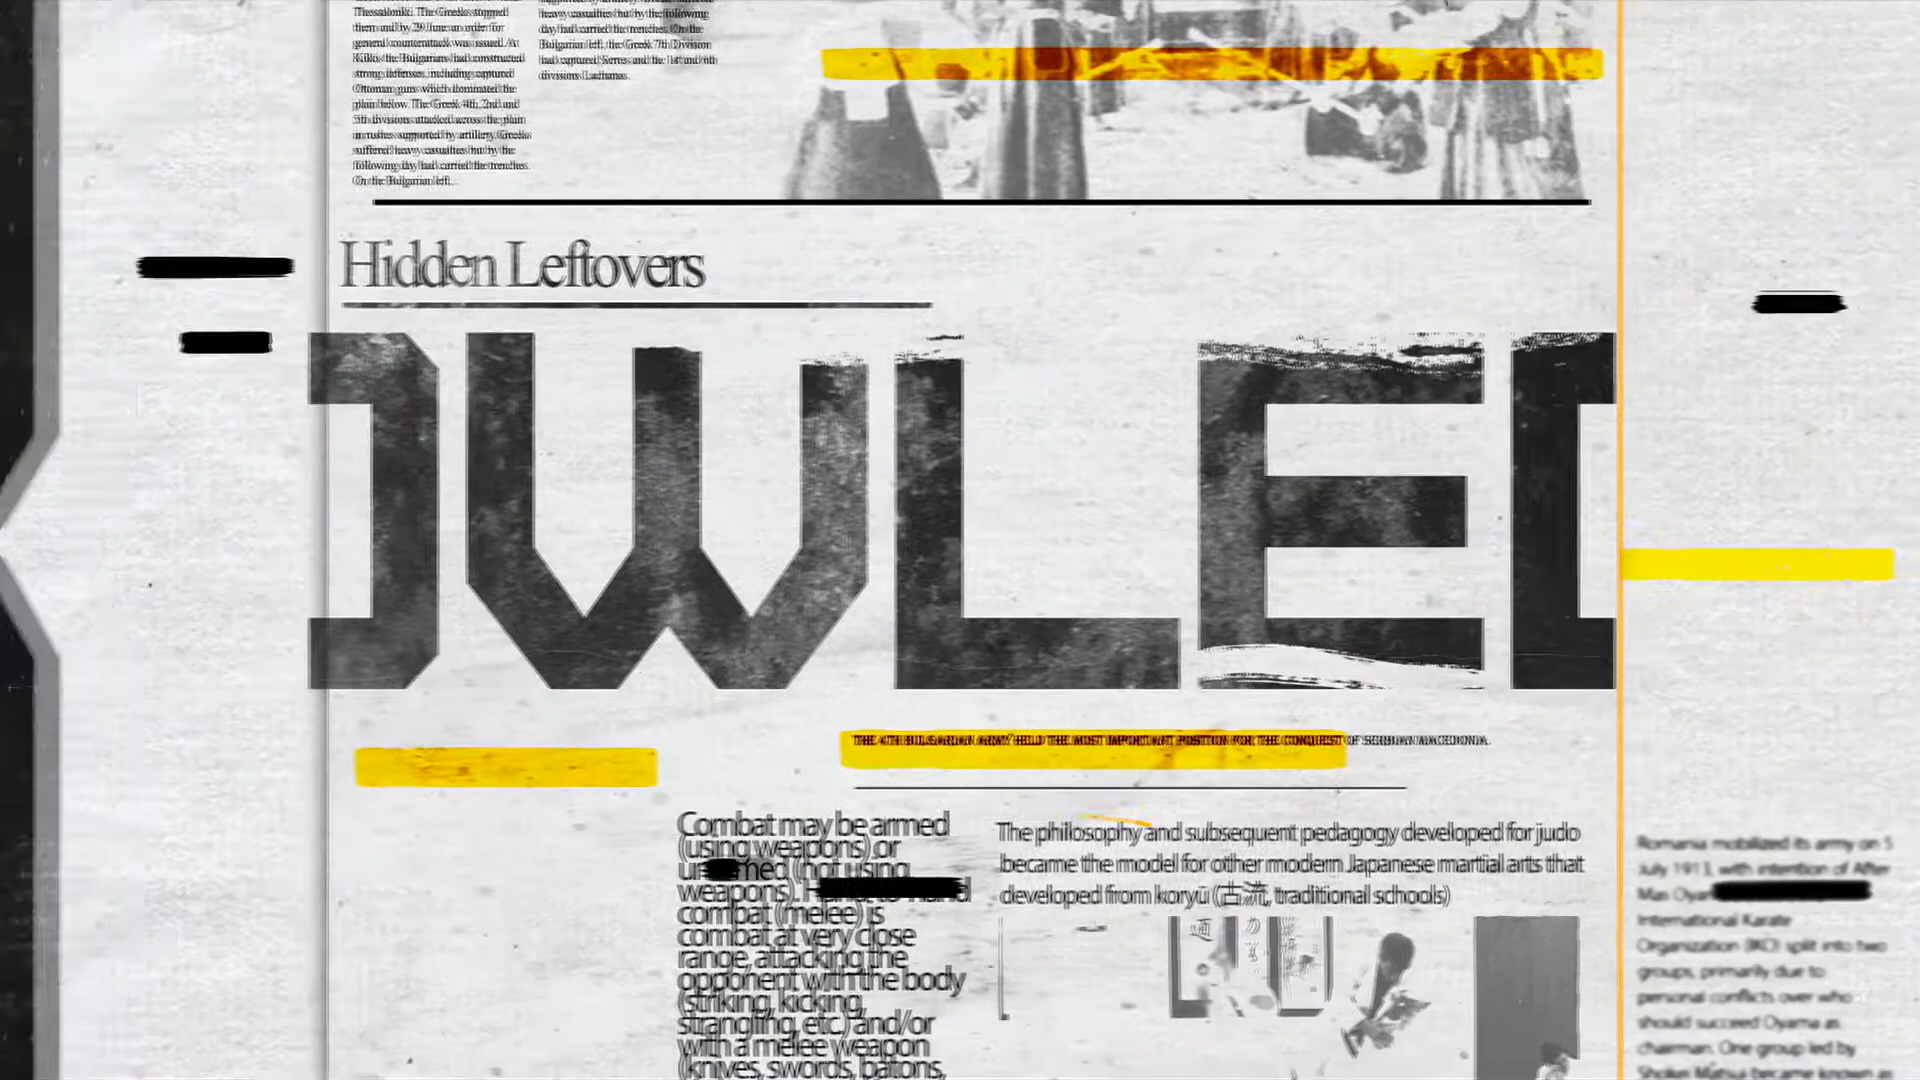 Thessaloniki. The Greeks stopped
them and by 29 June an order for
general counterattack was issued. At
Kilkis the Bulgarians had constructed
strong defenses, including captured
Ottoman guns which dominated the
plain below. The Greek 4th, 2nd and
5th divisions attacked across the plain
in rushes supported by artillery. Greeks
suffered heavy casualties but by the
following day had carried the trenches.
On the Bulgarian left,
heavy casualties but by the following
day had carried the trenches. On the
Bulgarian left, the Greek 7th Division
had captured Serres and the 1st and 6th
divisions Lachanas.
Hidden Leftovers
OWLED
THE 4TH BULGARIAN ARMY HELD THE MOST IMPORTANT POSITION FOR THE CONQUEST OF SERBIAN MACEDONIA.
Combat may be armed
(using weapons) or
(not using
weapons).
combat (melee) is
combat at very close
range, attacking the
opponent with the body
(striking, kicking,
strangling, etc.) and/or
with a melee weapon
(knives, swords, batons,
The philosophy and subsequent pedagogy developed for judo
became the model for other modern Japanese martial arts that
developed from koryū (古流, traditional schools)
Romania mobilized its army on 5
July 1913, with intention of After
Mas
International Karate
Organization (IKO) split into two
groups, primarily due to
personal conflicts over who
should succeed Oyama as
chairman. One group led by
Shokei Matsui became known as